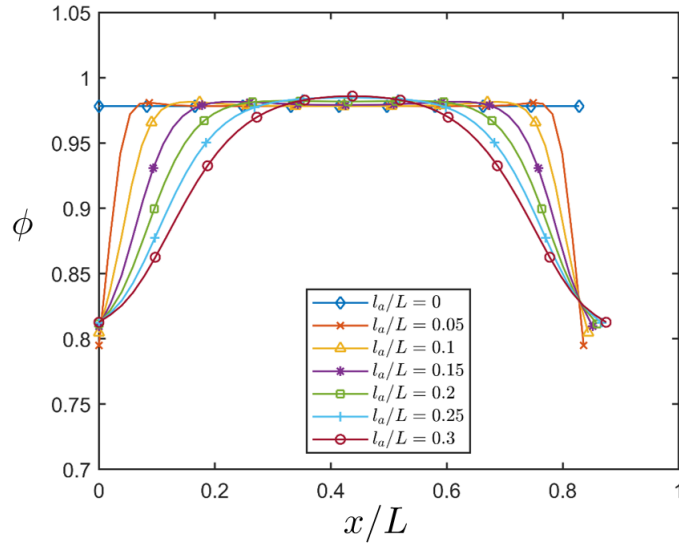 1.05
1
0.95
0.9
0.85
0.8
0.75
0.7
ϕ
l_a/L = 0
l_a/L = 0.05
l_a/L = 0.1
l_a/L = 0.15
l_a/L = 0.2
l_a/L = 0.25
l_a/L = 0.3
0 0.2 0.4 0.6 0.8 1
x/L